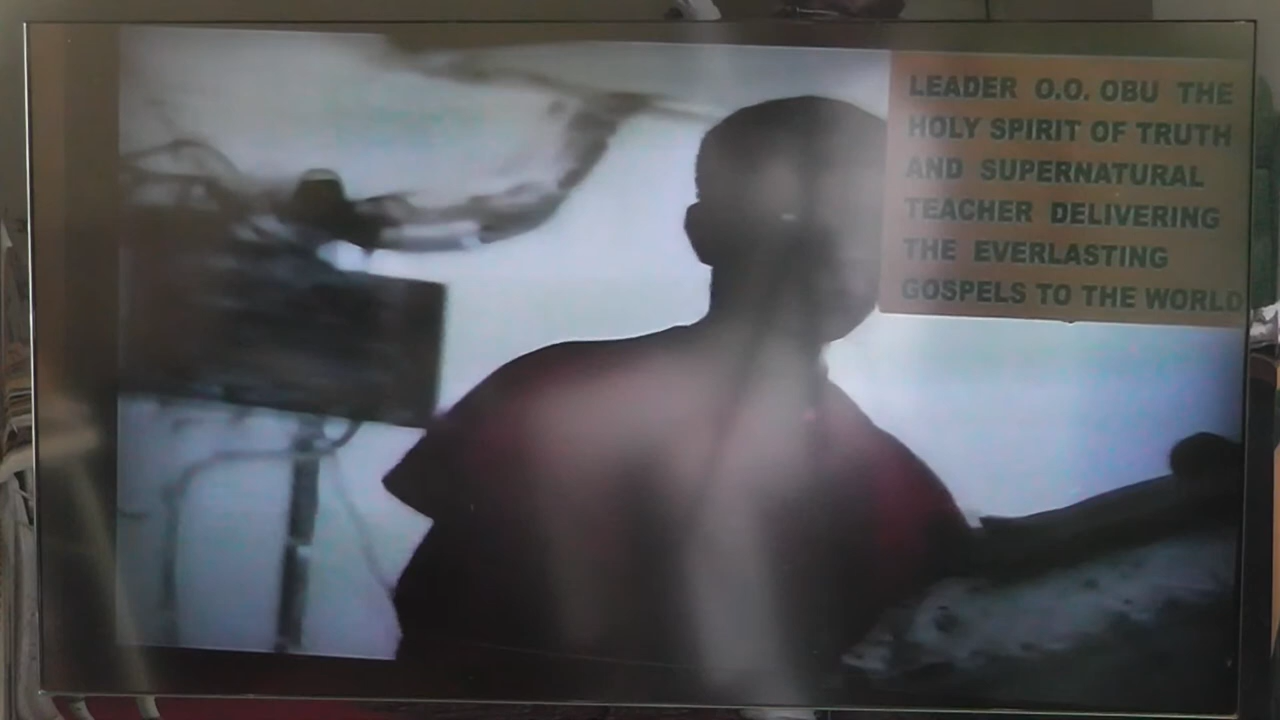 LEADER O.O. OBU THE
HOLY SPIRIT OF TRUTH
AND SUPERNATURAL
TEACHER DELIVERING
THE EVERLASTING
GOSPELS TO THE WORLD